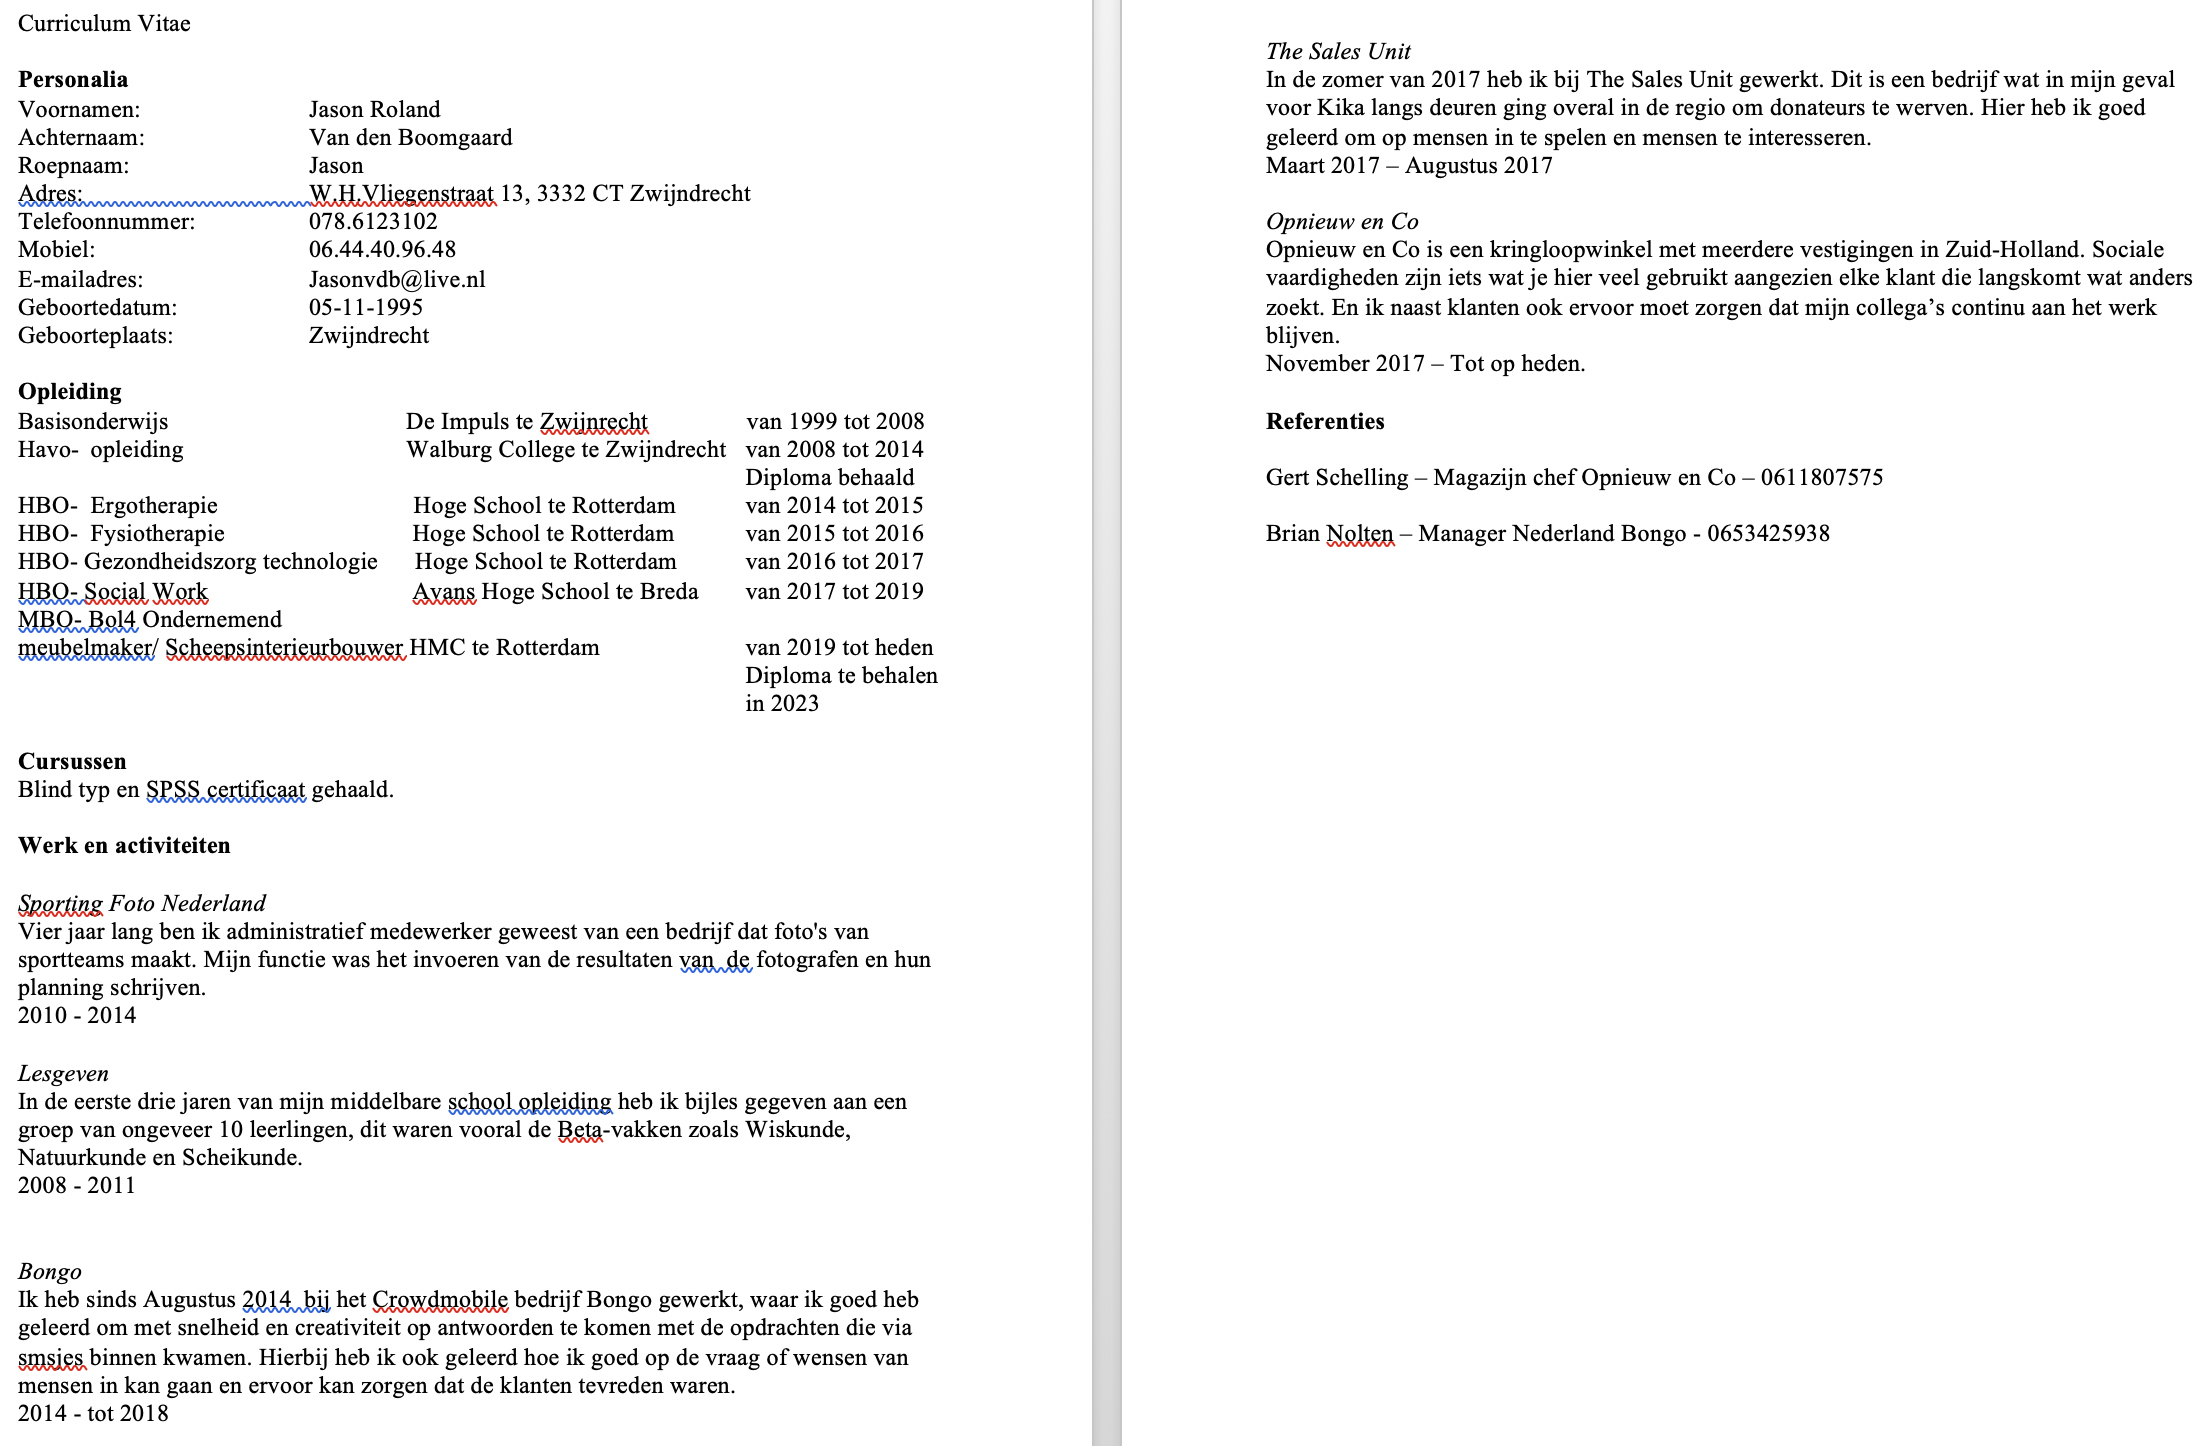 Curriculum Vitae
Personalia
Voornamen: Jason Roland
Achternaam: Van den Boomgaard
Roepnaam: Jason
Adres: W.H.Vliegenstraat 13, 3332 CT Zwijndrecht
Telefoonnummer: 078.6123102
Mobiel: 06.44.40.96.48
E-mailadres: Jasonvdb@live.nl
Geboortedatum: 05-11-1995
Geboorteplaats: Zwijndrecht
Opleiding
Basisonderwijs De Impuls te Zwijnrecht van 1999 tot 2008
Havo- opleiding Walburg College te Zwijndrecht van 2008 tot 2014
Diploma behaald
HBO- Ergotherapie Hoge School te Rotterdam van 2014 tot 2015
HBO- Fysiotherapie Hoge School te Rotterdam van 2015 tot 2016
HBO- Gezondheidszorg technologie Hoge School te Rotterdam van 2016 tot 2017
HBO- Social Work Avans Hoge School te Breda van 2017 tot 2019
MBO- Bol4 Ondernemend
meubelmaker/ Scheepsinterieurbouwer HMC te Rotterdam van 2019 tot heden
Diploma te behalen
in 2023
Cursussen
Blind typ en SPSS certificaat gehaald.
Werk en activiteiten
Sporting Foto Nederland
Vier jaar lang ben ik administratief medewerker geweest van een bedrijf dat foto's van
sportteams maakt. Mijn functie was het invoeren van de resultaten van de fotografen en hun
planning schrijven.
2010 - 2014
Lesgeven
In de eerste drie jaren van mijn middelbare school opleiding heb ik bijles gegeven aan een
groep van ongeveer 10 leerlingen, dit waren vooral de Beta-vakken zoals Wiskunde,
Natuurkunde en Scheikunde.
2008 - 2011
Bongo
Ik heb sinds Augustus 2014 bij het Crowdmobile bedrijf Bongo gewerkt, waar ik goed heb
geleerd om met snelheid en creativiteit op antwoorden te komen met de opdrachten die via
smsjes binnen kwamen. Hierbij heb ik ook geleerd hoe ik goed op de vraag of wensen van
mensen in kan gaan en ervoor kan zorgen dat de klanten tevreden waren.
2014 - tot 2018
The Sales Unit
In de zomer van 2017 heb ik bij The Sales Unit gewerkt. Dit is een bedrijf wat in mijn geval
voor Kika langs deuren ging overal in de regio om donateurs te werven. Hier heb ik goed
geleerd om op mensen in te spelen en mensen te interesseren.
Maart 2017 – Augustus 2017
Opnieuw en Co
Opnieuw en Co is een kringloopwinkel met meerdere vestigingen in Zuid-Holland. Sociale
vaardigheden zijn iets wat je hier veel gebruikt aangezien elke klant die langskomt wat anders
zoekt. En ik naast klanten ook ervoor moet zorgen dat mijn collega’s continu aan het werk
blijven.
November 2017 – Tot op heden.
Referenties
Gert Schelling – Magazijn chef Opnieuw en Co – 0611807575
Brian Nolten – Manager Nederland Bongo - 0653425938